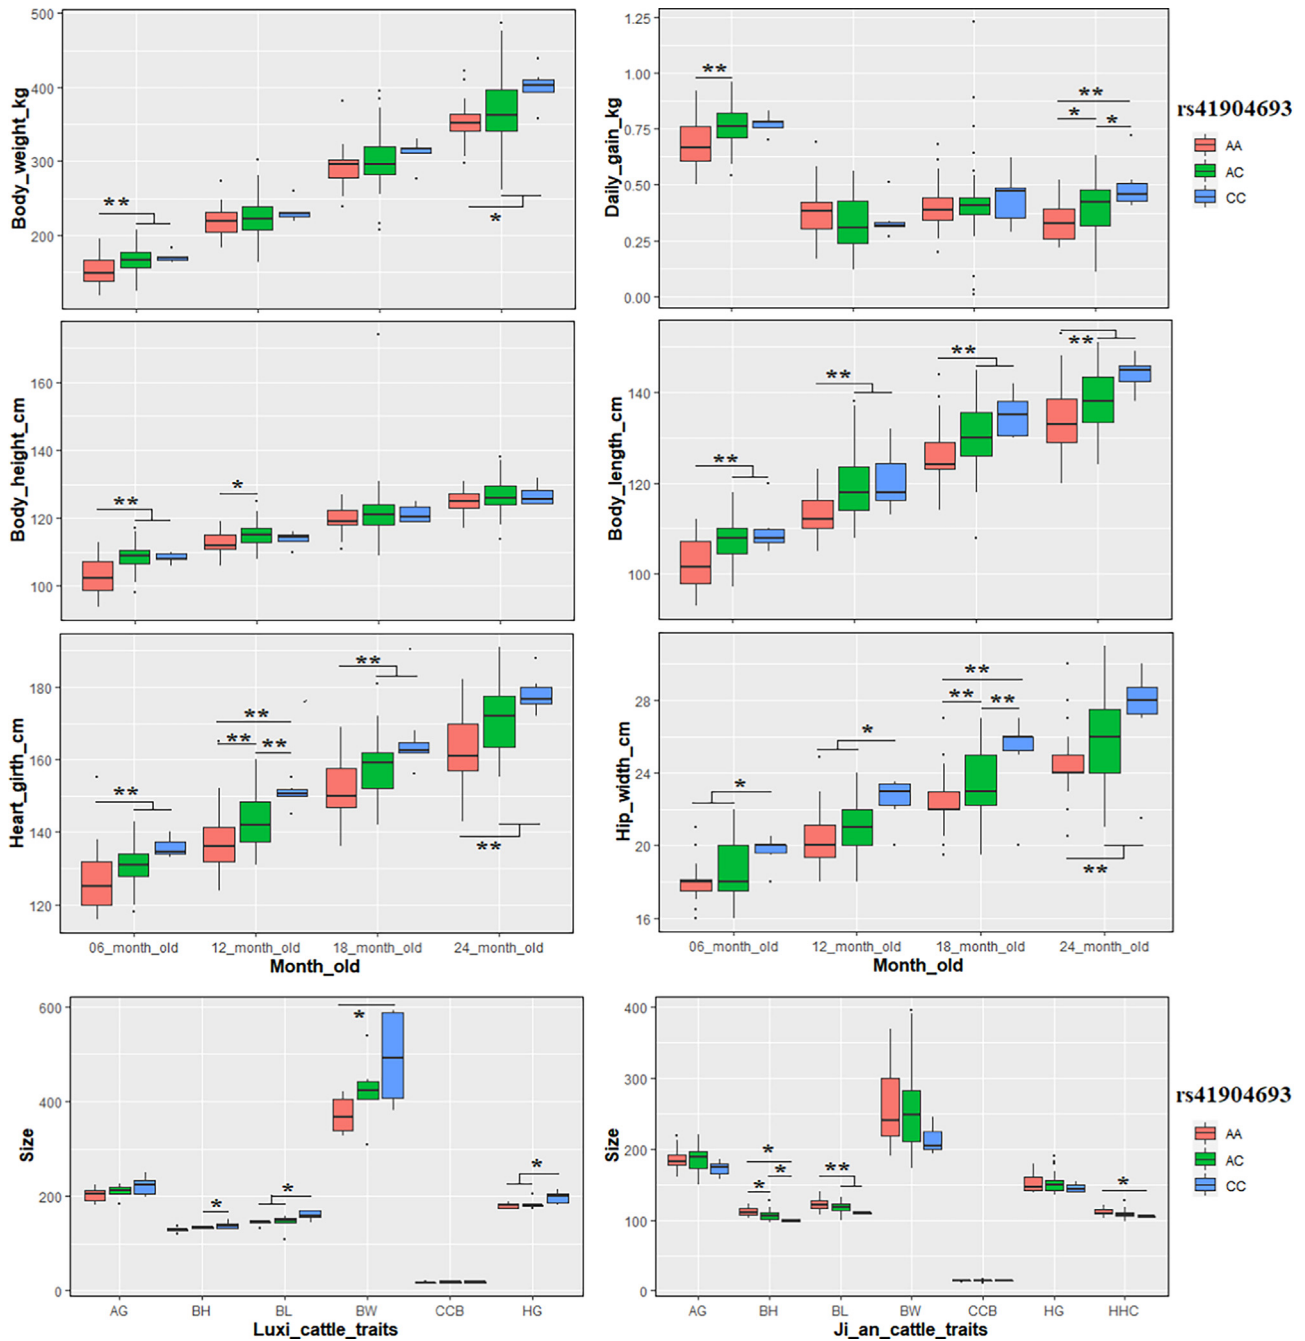 Body_weight_kg
500
400
300
200
**
*
Daily_gain_kg
1.25
1.00
0.75
0.50
0.25
0.00
**
**
*
*
rs41904693
AA
AC
CC
Body_height_cm
160
140
120
100
**
*
Body_length_cm
140
120
100
**
**
**
**
Heart_girth_cm
180
160
140
120
**
**
**
**
**
**
06_month_old
12_month_old
18_month_old
24_month_old
Month_old
Hip_width_cm
28
24
20
16
*
*
**
**
**
**
06_month_old
12_month_old
18_month_old
24_month_old
Month_old
Size
600
400
200
0
*
*
*
*
AG
BH
BL
BW
CCB
HG
Luxi_cattle_traits
Size
400
300
200
100
0
*
*
*
**
*
AG
BH
BL
BW
CCB
HG
HHC
Ji_an_cattle_traits
rs41904693
AA
AC
CC